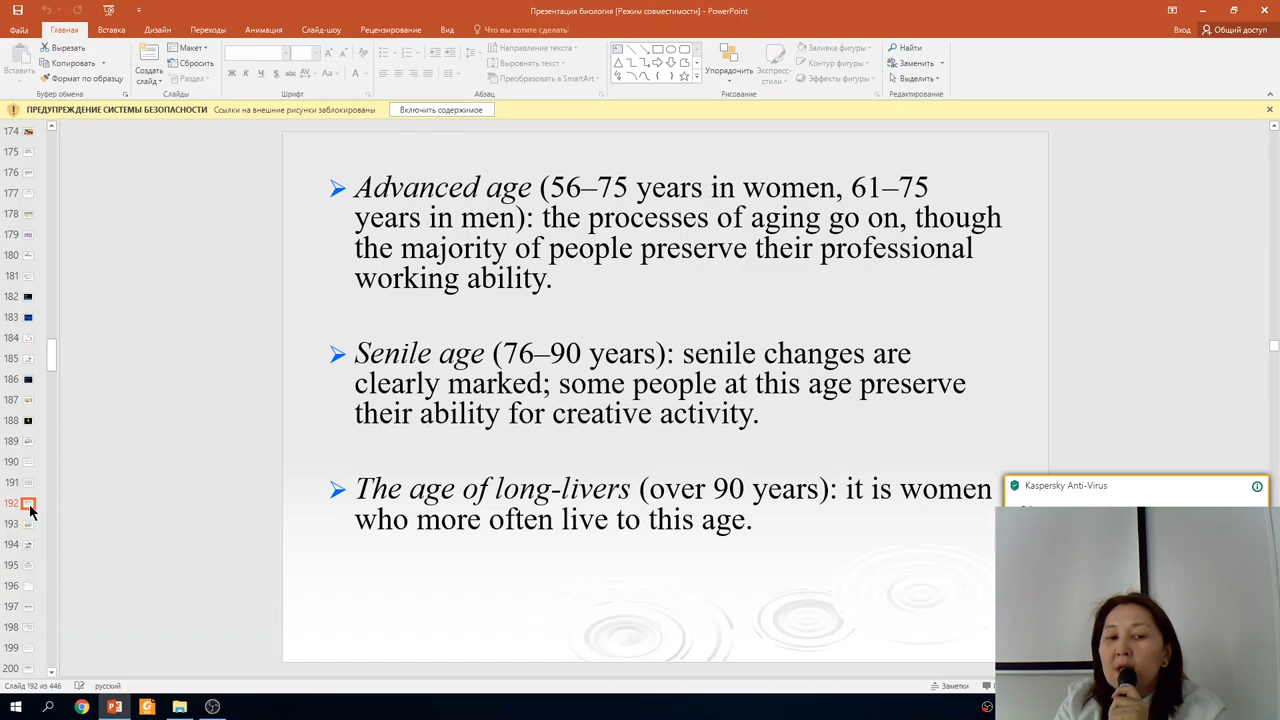 Презентация биология [Режим совместимости] - PowerPoint
Файл Главная Вставка Дизайн Переходы Анимация Слайд-шоу Рецензирование Вид Что вы хотите сделать? Вход Общий доступ
Вставить
Вырезать
Копировать
Формат по образцу
Буфер обмена
Создать слайд
Макет
Сбросить
Раздел
Слайды
Ж К Ч S
Шрифт
Направление текста
Выровнять текст
Преобразовать в SmartArt
Абзац
Упорядочить
Экспресс-стили
Заливка фигуры
Контур фигуры
Эффекты фигуры
Рисование
Найти
Заменить
Выделить
Редактирование
ПРЕДУПРЕЖДЕНИЕ СИСТЕМЫ БЕЗОПАСНОСТИ Ссылки на внешние рисунки заблокированы Включить содержимое
174
175
176
177
178
179
180
181
182
183
184
185
186
187
188
189
190
191
192
193
194
195
196
197
198
199
200
Advanced age (56–75 years in women, 61–75
years in men): the processes of aging go on, though
the majority of people preserve their professional
working ability.
Senile age (76–90 years): senile changes are
clearly marked; some people at this age preserve
their ability for creative activity.
The age of long-livers (over 90 years): it is women
who more often live to this age.
Kaspersky Anti-Virus
Слайд 192 из 446 русский Заметки